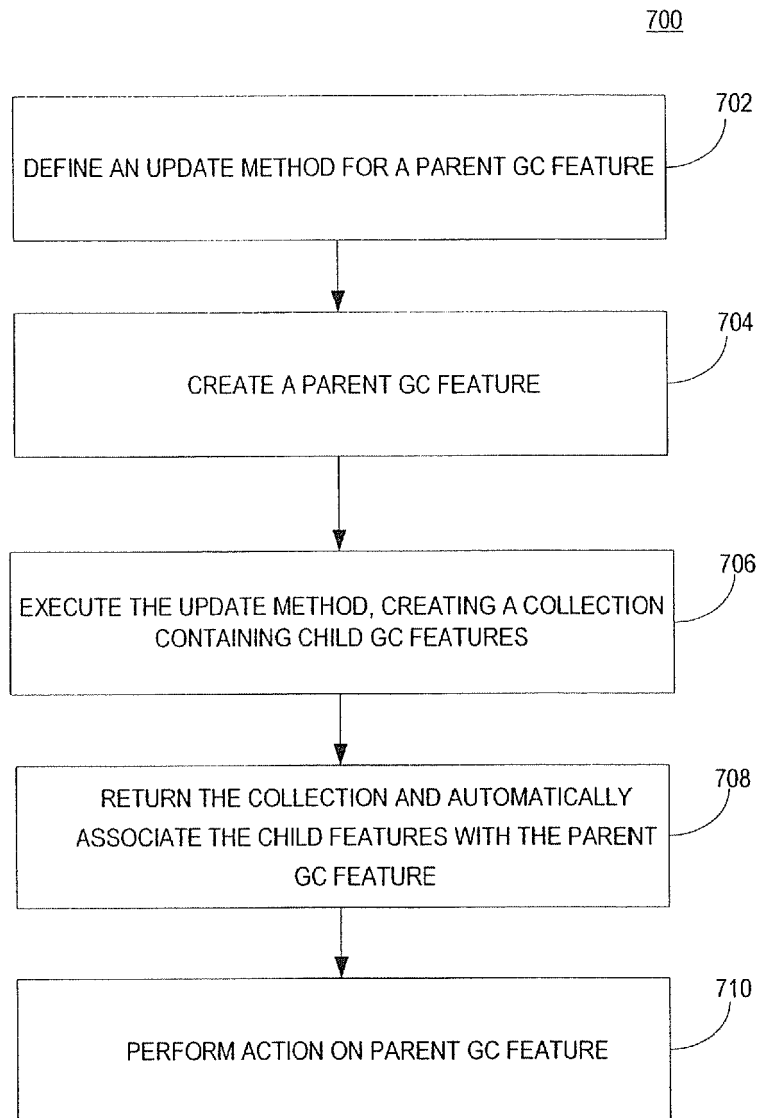 700
702
DEFINE AN UPDATE METHOD FOR A PARENT GC FEATURE
704
CREATE A PARENT GC FEATURE
706
EXECUTE THE UPDATE METHOD, CREATING A COLLECTION
CONTAINING CHILD GC FEATURES
708
RETURN THE COLLECTION AND AUTOMATICALLY
ASSOCIATE THE CHILD FEATURES WITH THE PARENT
GC FEATURE
710
PERFORM ACTION ON PARENT GC FEATURE